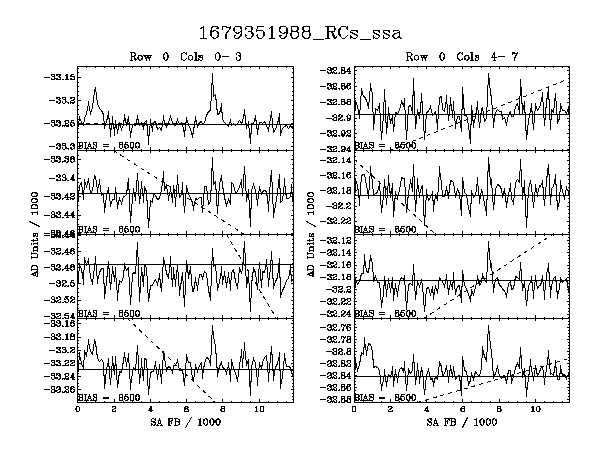 1679351988_RCs_ssa
Row 0 Cols 0- 3
Row 0 Cols 4- 7
-33.15
-33.2
-33.25
-33.3
BIAS = 8500
-32.84
-32.86
-32.88
-32.9
-32.92
-32.94
BIAS = 8500
-33.38
-33.4
-33.42
-33.44
BIAS = 8500
-32.14
-32.16
-32.18
-32.2
-32.22
BIAS = 8500
-32.46
-32.48
-32.5
-32.52
-32.54
BIAS = 8500
-32.12
-32.14
-32.16
-32.18
-32.2
-32.22
-32.24
BIAS = 8500
-33.16
-33.18
-33.2
-33.22
-33.24
-33.26
BIAS = 8500
-32.76
-32.78
-32.8
-32.82
-32.84
-32.86
-32.88
BIAS = 8500
AD Units / 1000
AD Units / 1000
0 2 4 6 8 10
0 2 4 6 8 10
SA FB / 1000
SA FB / 1000